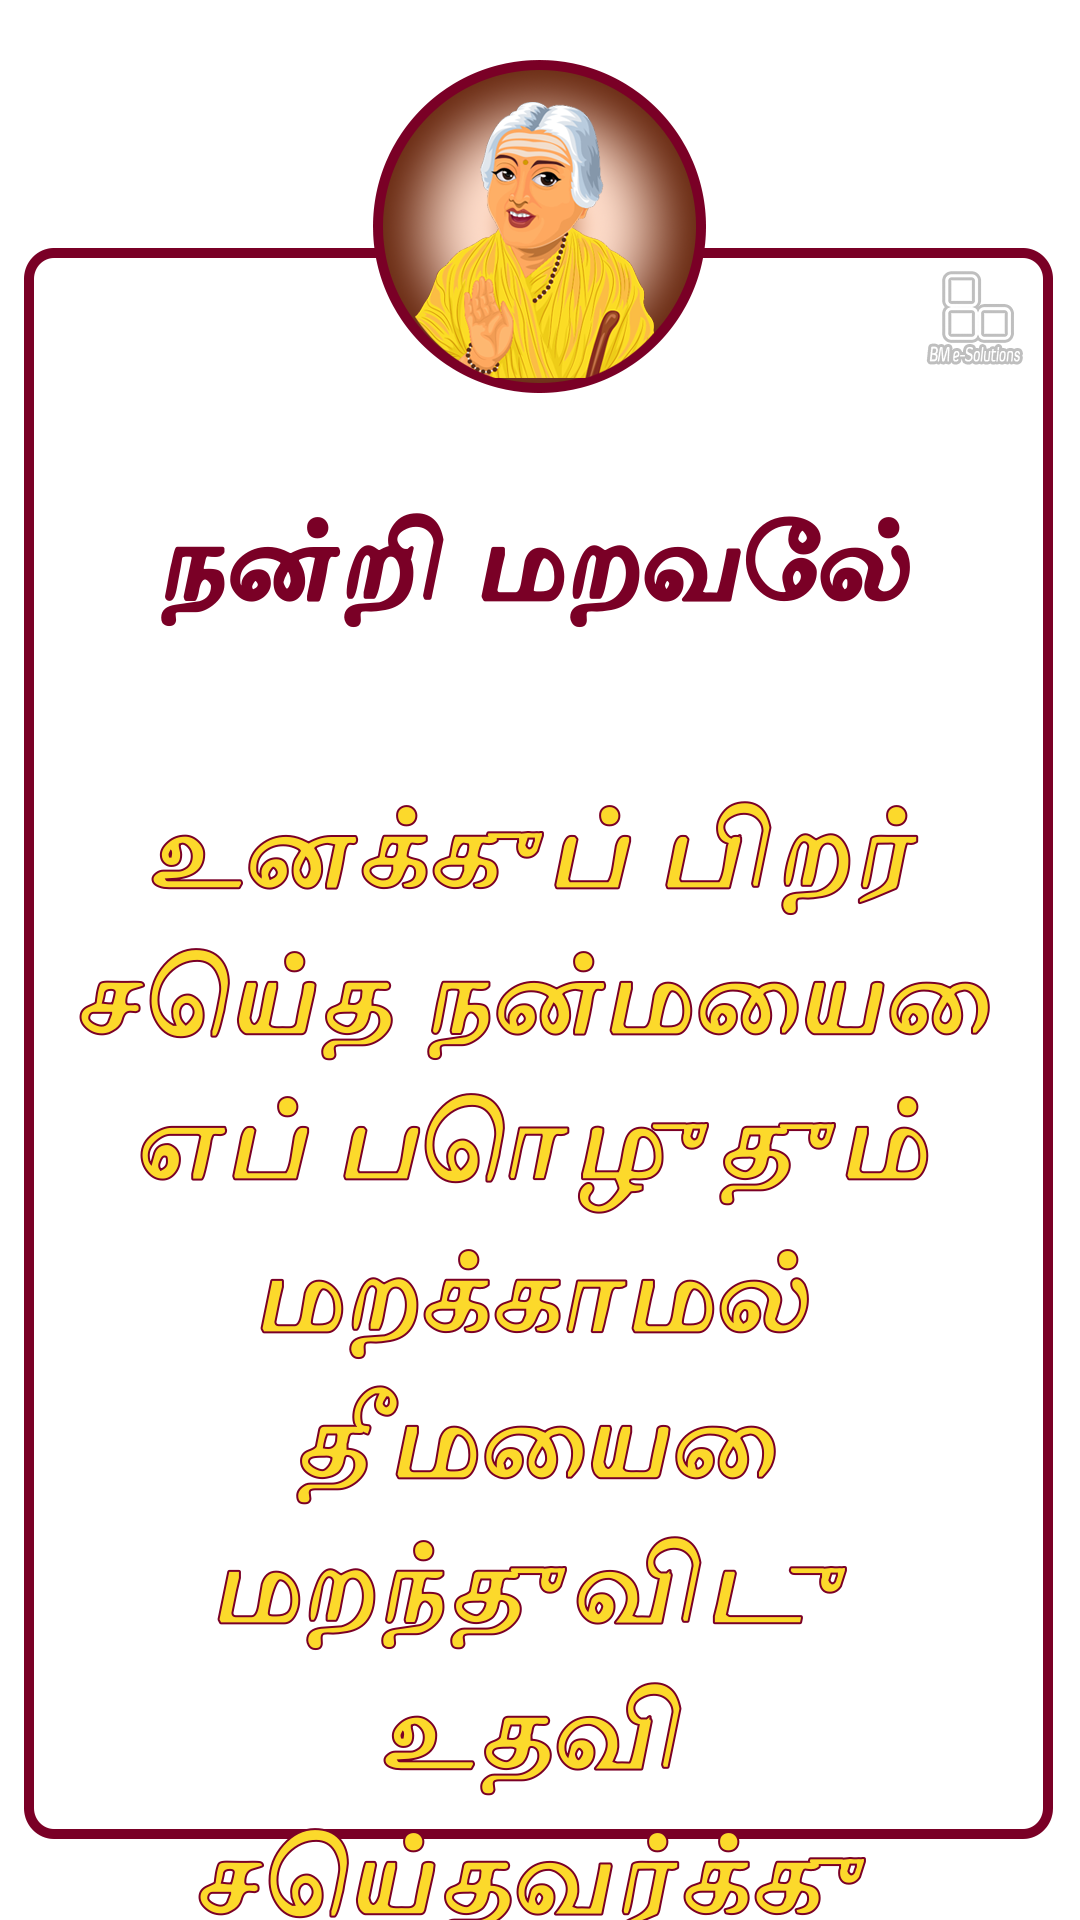 BM e-Solutions
நன்றி மறவேல்
உனக்குப் பிறர்
செய்த நன்மையை
எப் பொழுதும்
மறக்காமல்
தீமையை
மறந்துவிடு
உதவி
செய்தவர்க்கு